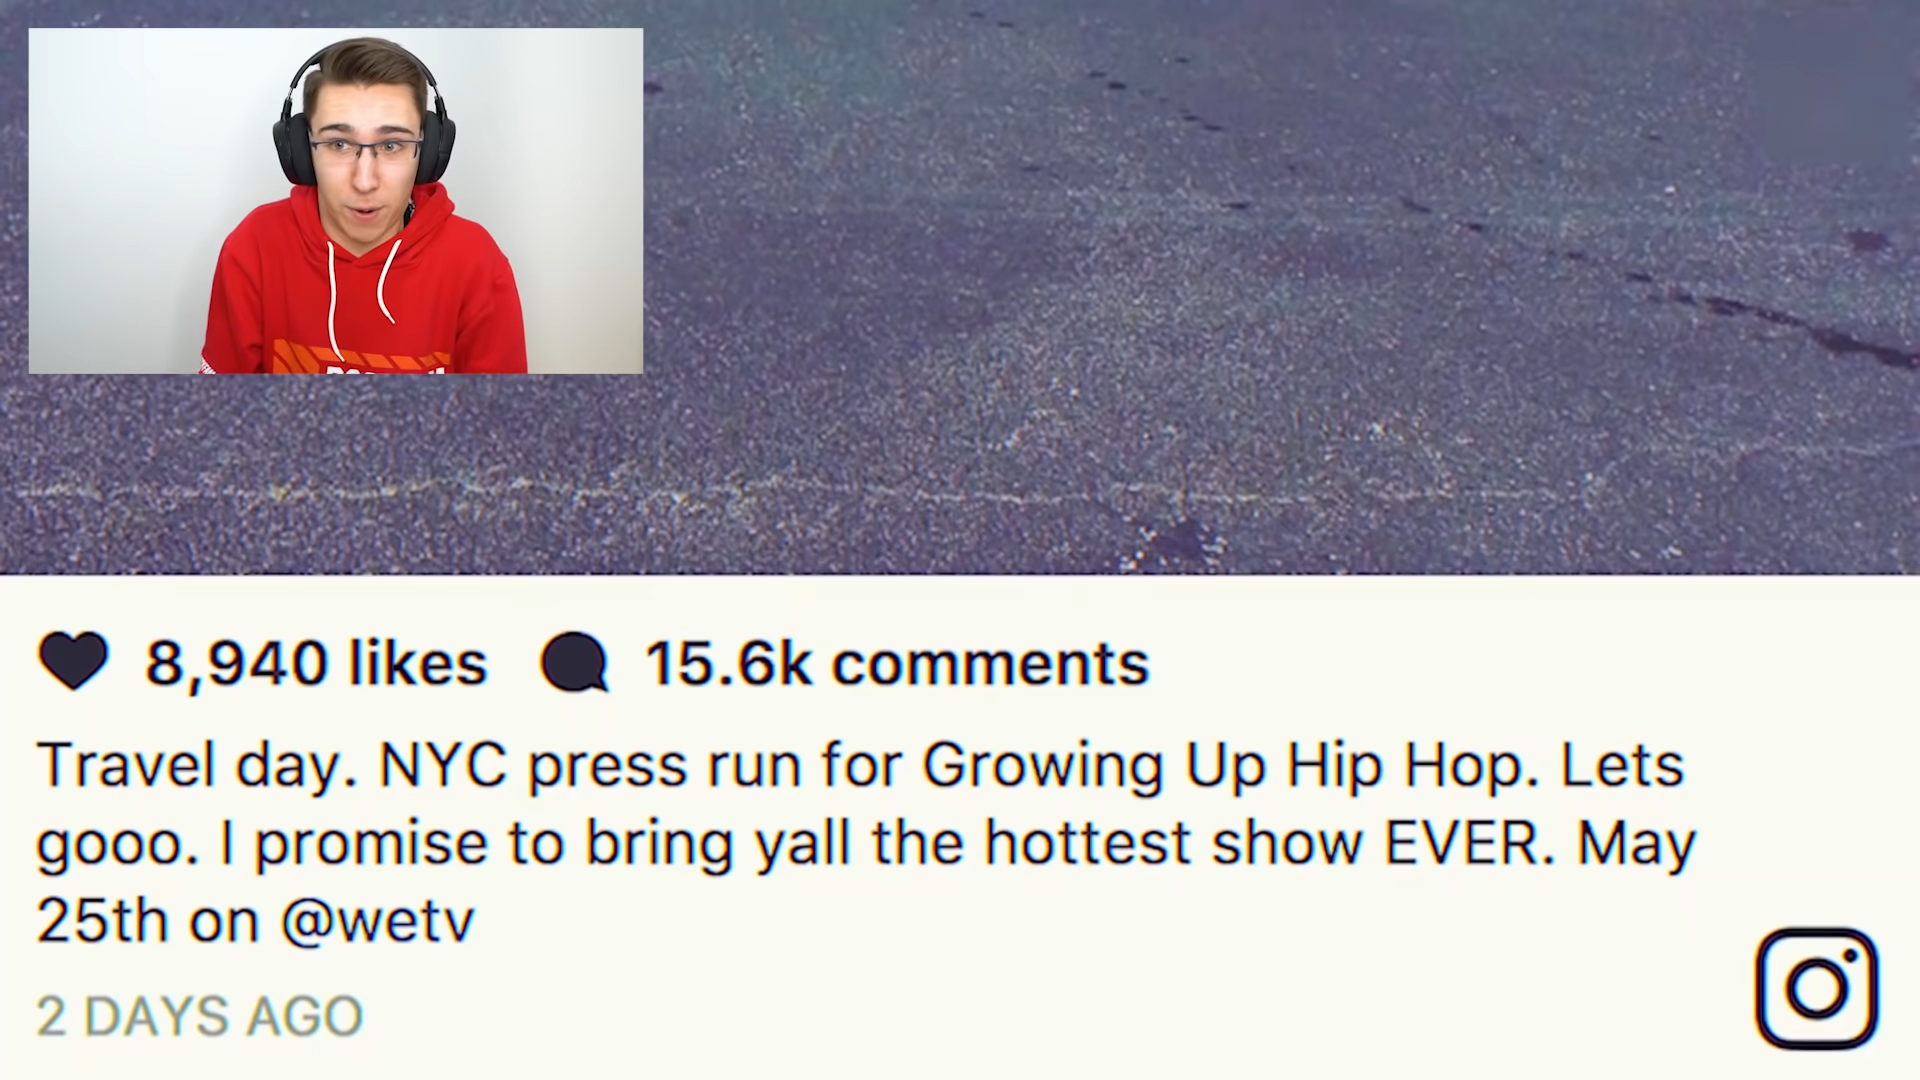 8,940 likes 15.6k comments
Travel day. NYC press run for Growing Up Hip Hop. Lets
gooo. I promise to bring yall the hottest show EVER. May
25th on @wetv
2 DAYS AGO